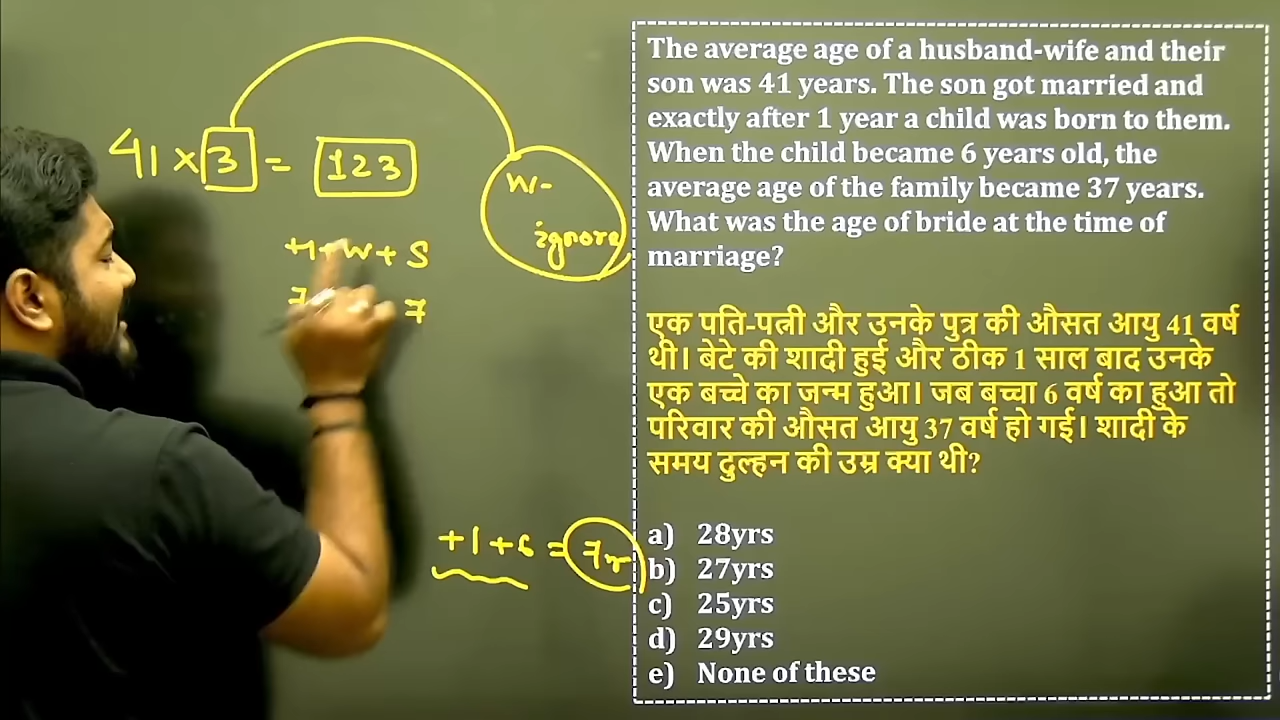 41 × 3 = 123
W-
ignore
H + W + S
7 7
+1+6 = 7yr
The average age of a husband-wife and their
son was 41 years. The son got married and
exactly after 1 year a child was born to them.
When the child became 6 years old, the
average age of the family became 37 years.
What was the age of bride at the time of
marriage?
एक पति-पत्नी और उनके पुत्र की औसत आयु 41 वर्ष
थी। बेटे की शादी हुई और ठीक 1 साल बाद उनके
एक बच्चे का जन्म हुआ। जब बच्चा 6 वर्ष का हुआ तो
परिवार की औसत आयु 37 वर्ष हो गई। शादी के
समय दुल्हन की उम्र क्या थी?
a) 28yrs
b) 27yrs
c) 25yrs
d) 29yrs
e) None of these